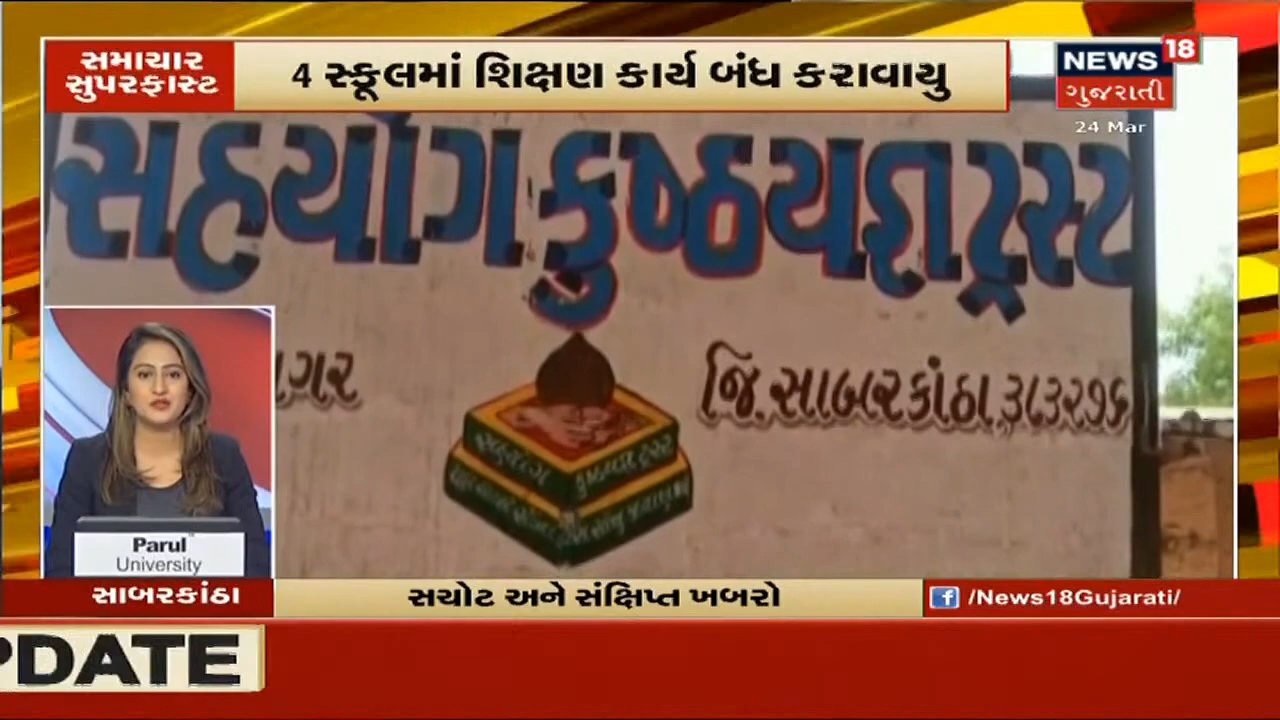 સમાચાર
સુપરફાસ્ટ
4 સ્કૂલમાં શિક્ષણ કાર્ય બંધ કરાવાયુ
NEWS 18
ગુજરાતી
24 Mar
સહયોગ કુષ્ઠયજ્ઞ ટ્રસ્ટ
જિ.સાબરકાંઠા.૩૮૩૨૭૬
Parul
University
સાબરકાંઠા
સચોટ અને સંક્ષિપ્ત ખબરો
/News18Gujarati/
PDATE